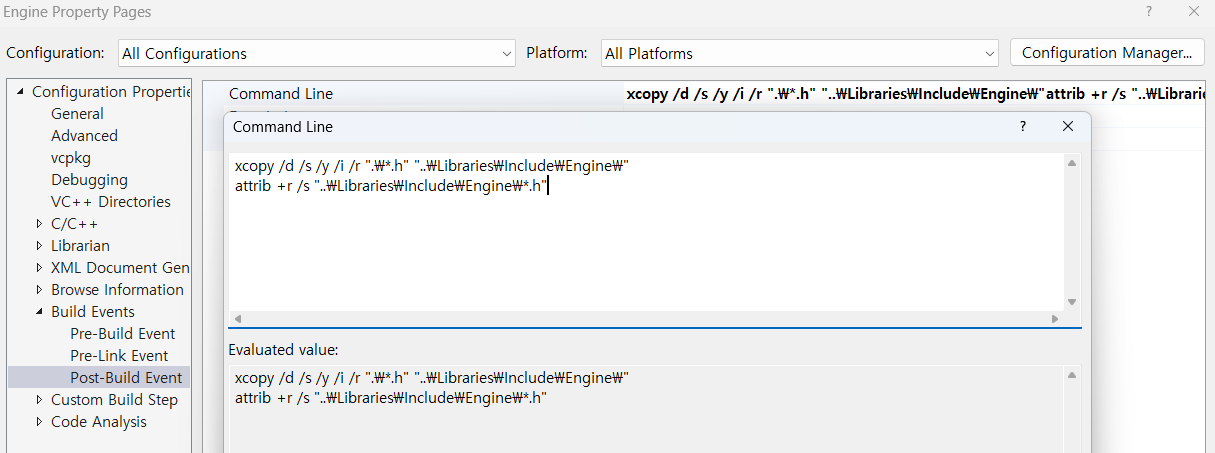 Engine Property Pages
Configuration: All Configurations Platform: All Platforms Configuration Manager...
Configuration Propertie
General
Advanced
vcpkg
Debugging
VC++ Directories
C/C++
Librarian
XML Document Gen
Browse Information
Build Events
Pre-Build Event
Pre-Link Event
Post-Build Event
Custom Build Step
Code Analysis
Command Line xcopy /d /s /y /i /r ".₩*.h" "..₩Libraries₩Include₩Engine₩"attrib +r /s "..₩Librarie
Command Line
xcopy /d /s /y /i /r ".₩*.h" "..₩Libraries₩Include₩Engine₩"
attrib +r /s "..₩Libraries₩Include₩Engine₩*.h"
Evaluated value:
xcopy /d /s /y /i /r ".₩*.h" "..₩Libraries₩Include₩Engine₩"
attrib +r /s "..₩Libraries₩Include₩Engine₩*.h"